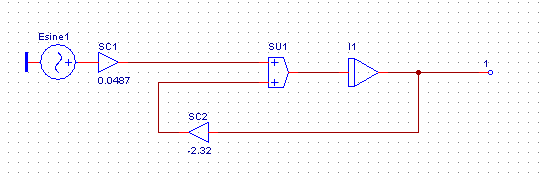 Esine1
SC1
SU1
I1
1
+
+
+
0.0487
SC2
-2.32